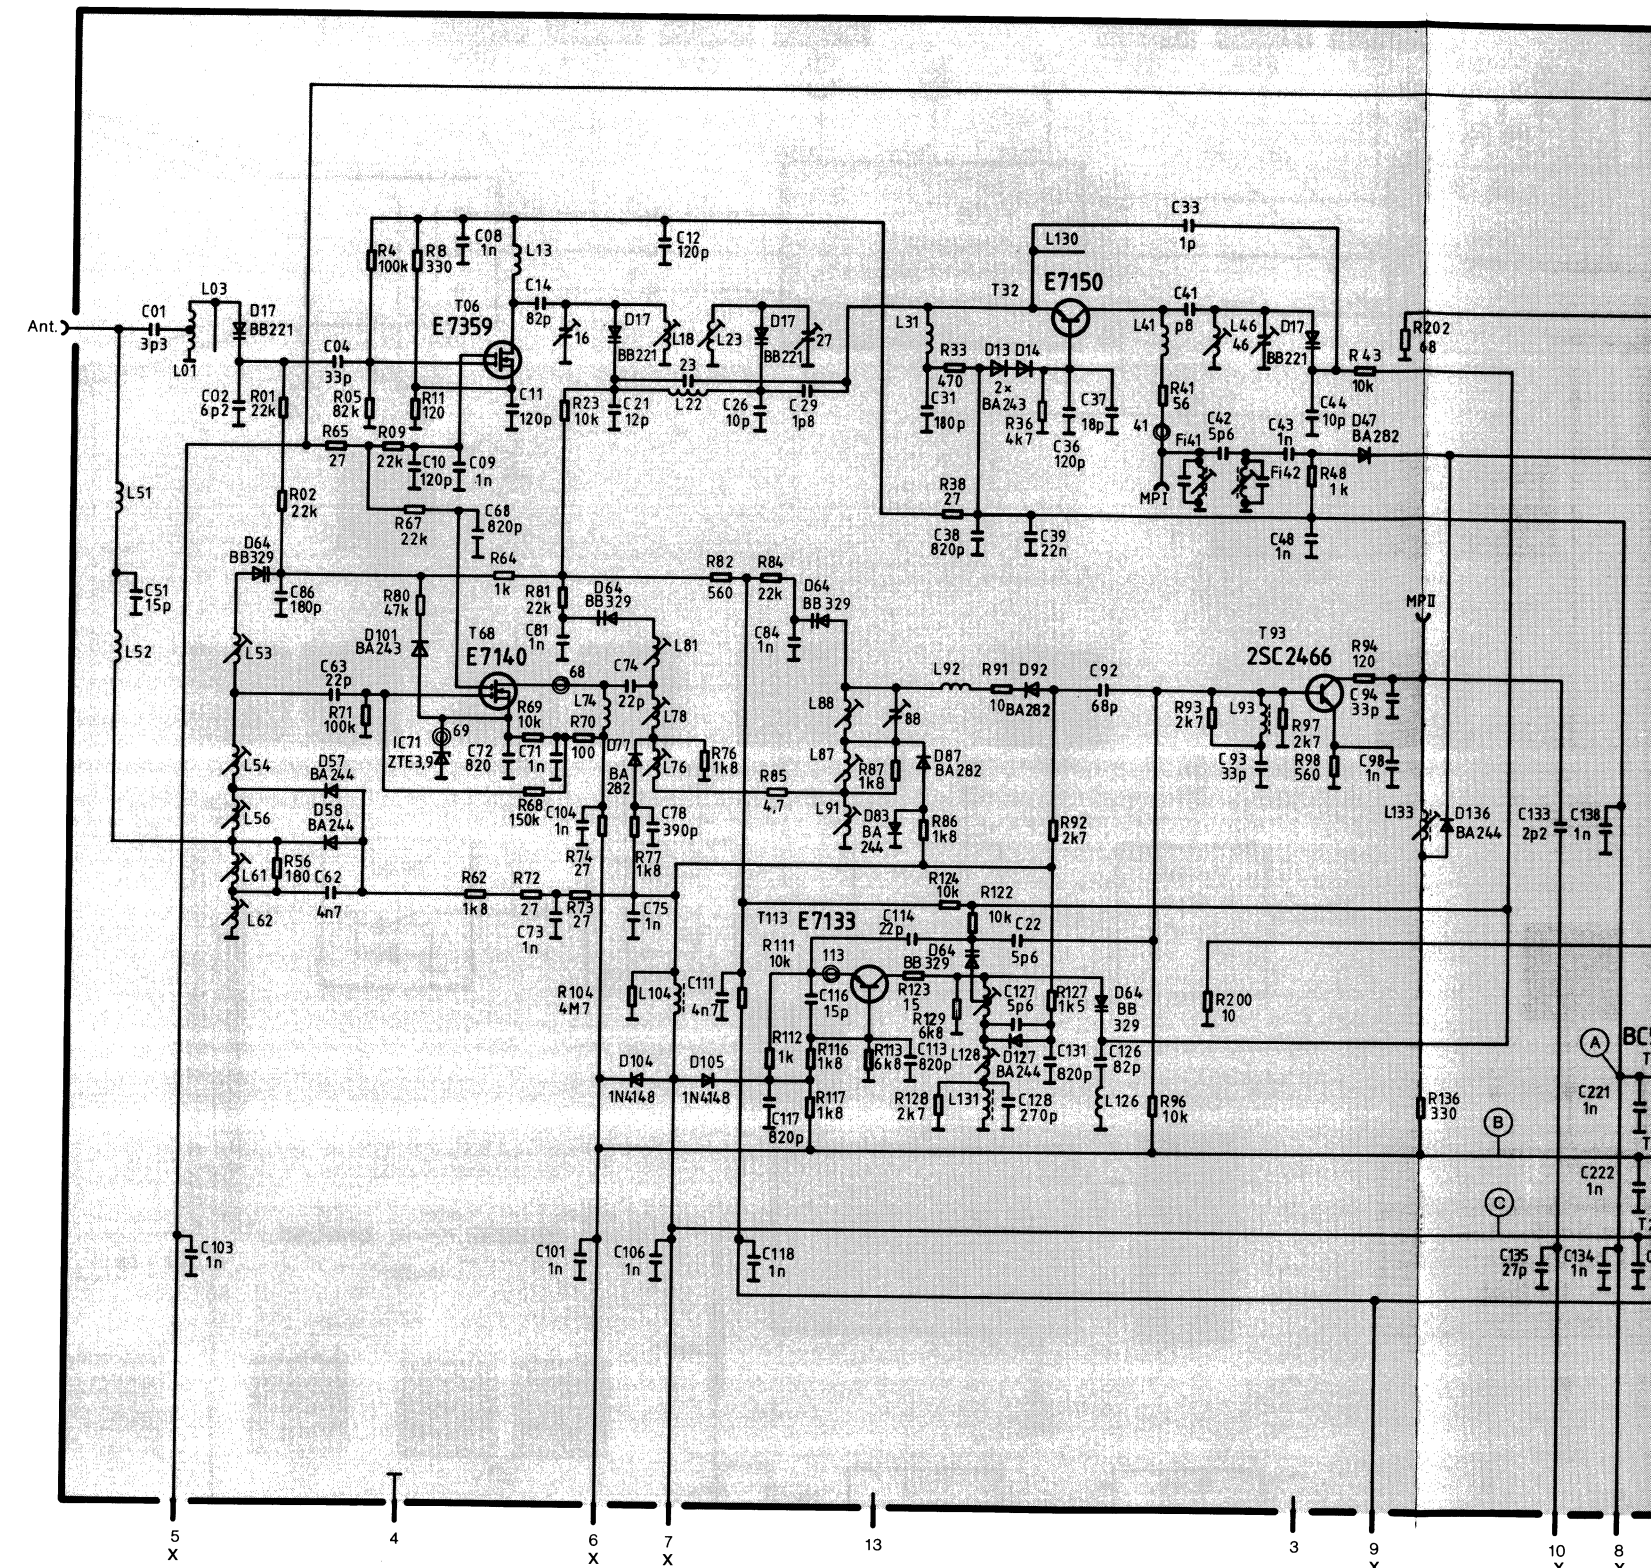 C33
1p
L130
R4
100k
R8
330
C08
1n
L13
C12
120p
E7150
T32
L03
C14
82p
C41
p8
Ant.
C01
3p3
D17
BB221
T06
E7359
16
D17
BB221
L18
L23
D17
BB221
27
L31
L41
L46
46
D17
BB221
R202
68
L01
C04
33p
23
L22
R33
470
D13
D14
2×
BA243
R43
10k
C02
6p2
R01
22k
R05
82k
R11
120
C11
120p
R23
10k
C21
12p
C26
10p
C29
1p8
C31
180p
R36
4k7
C37
18p
C36
120p
R41
56
41
Fi41
C42
5p6
C43
1n
C44
10p
D47
BA282
R65
27
R09
22k
C10
120p
C09
1n
MPI
Fi42
R48
1k
L51
R02
22k
R67
22k
C68
820p
R38
27
C38
820p
C39
22n
C48
1n
D64
BB329
C51
15p
C86
180p
R80
47k
R64
1k
R81
22k
D64
BB329
R82
560
R84
22k
D64
BB329
MPII
L52
L53
D101
BA243
T68
E7140
C81
1n
L81
C84
1n
T93
2SC2466
R94
120
C63
22p
R71
100k
68
C74
22p
L92
R91
10
D92
BA282
C92
68p
C94
33p
L74
L78
L88
88
R93
2k7
L93
R97
2k7
R69
10k
R70
100
IC71
ZTE3,9
69
C72
820
C71
1n
D77
BA
282
L76
R76
1k8
L87
R87
1k8
D87
BA282
C93
33p
R98
560
C98
1n
L54
D57
BA244
R68
150k
R85
4,7
L56
D58
BA244
C104
1n
C78
390p
L91
D83
BA
244
R86
1k8
R92
2k7
L133
D136
BA244
C133
2p2
C138
1n
R74
27
R77
1k8
L61
R56
180
C62
4n7
R62
1k8
R72
27
R73
27
C73
1n
C75
1n
L62
R124
10k
R122
10k
T113
E7133
C114
22p
C22
5p6
R111
10k
113
D64
BB329
R104
4M7
L104
C111
4n7
C116
15p
R123
15
R129
6k8
C127
5p6
R127
1k5
D64
BB
329
R200
10
R112
1k
R116
1k8
R113
6k8
C113
820p
L128
D127
BA244
C131
820p
C126
82p
A
D104
1N4148
D105
1N4148
C117
820p
R117
1k8
R128
2k7
L131
C128
270p
L126
R96
10k
R136
330
C221
1n
B
C222
1n
C
C103
1n
C101
1n
C106
1n
C118
1n
C135
27p
C134
1n
5
x
4
6
x
7
x
13
3
9
x
10
x
8
x